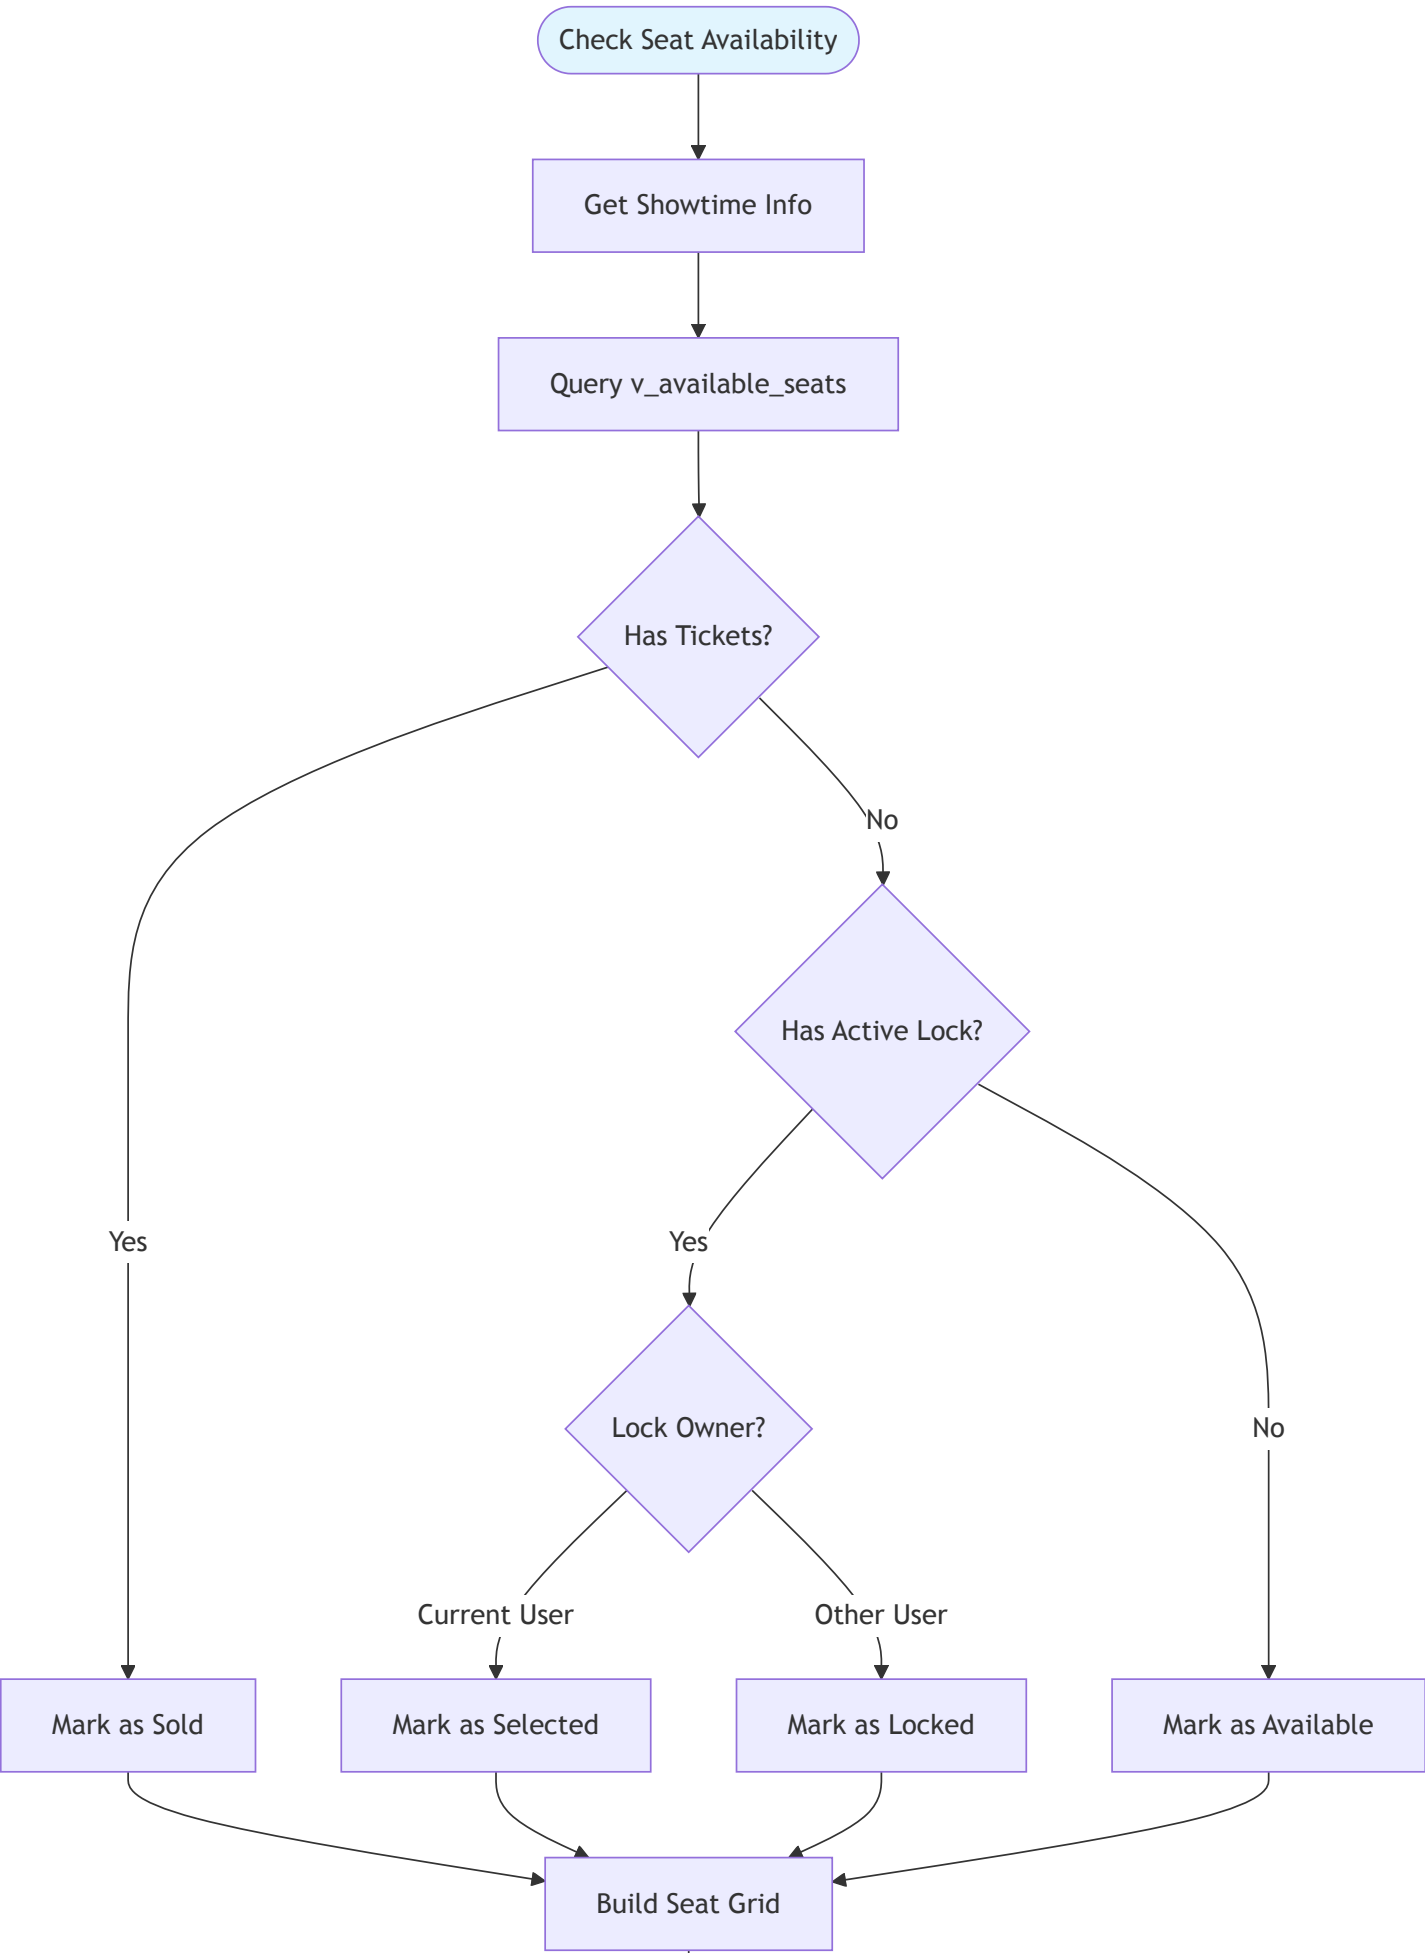 Check Seat Availability
Get Showtime Info
Query v_available_seats
Has Tickets?
No
Has Active Lock?
Yes
Yes
Lock Owner?
No
Current User
Other User
Mark as Sold
Mark as Selected
Mark as Locked
Mark as Available
Build Seat Grid